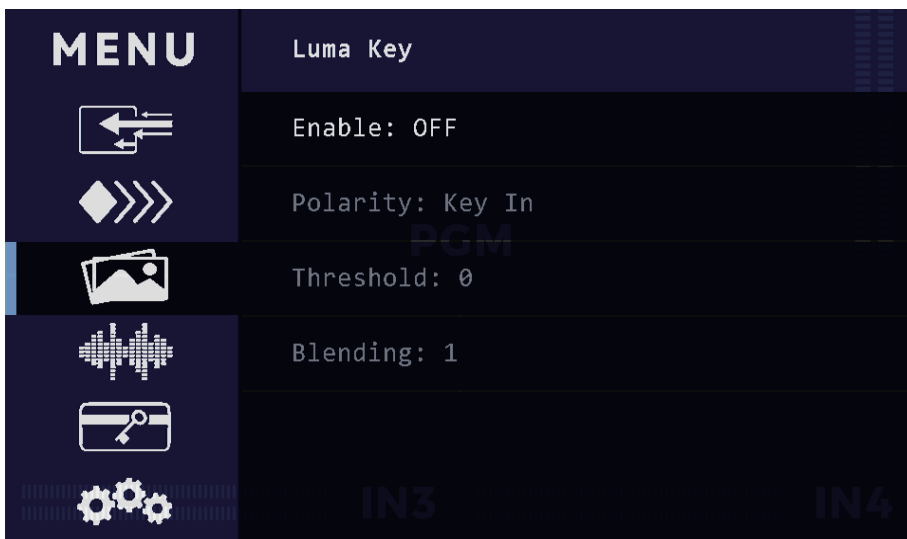 MENU
Luma Key
Enable: OFF
Polarity: Key In
PGM
Threshold: 0
Blending: 1
IN3
IN4